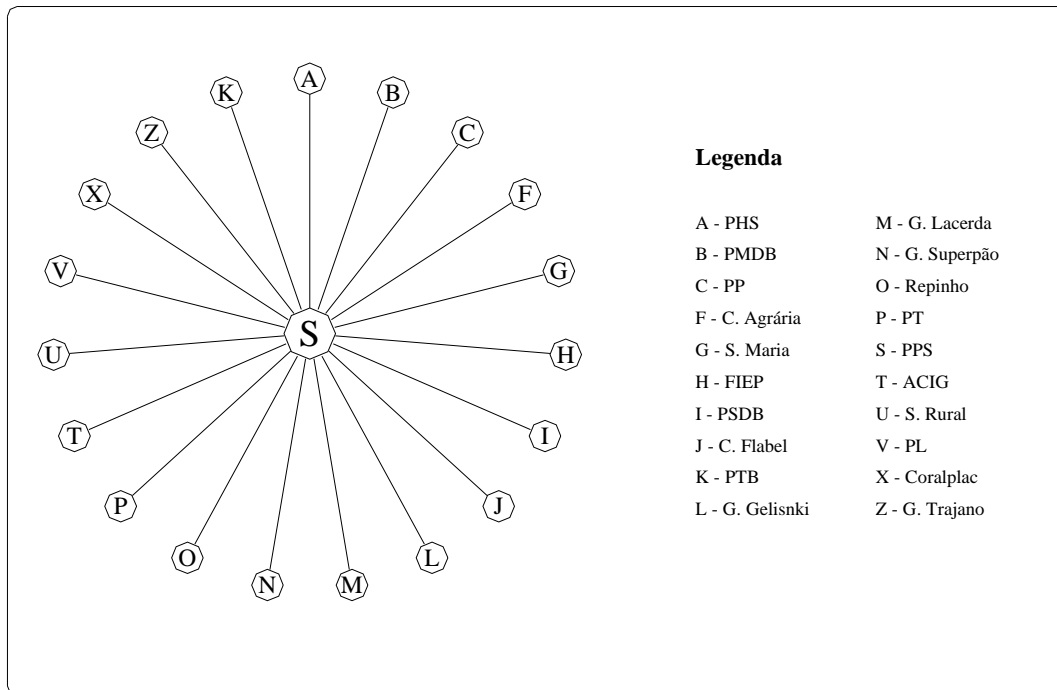 A
B
K
C
Z
F
X
G
V
S
H
U
I
T
J
P
L
O
M
N
Legenda
A - PHS
B - PMDB
C - PP
F - C. Agrária
G - S. Maria
H - FIEP
I - PSDB
J - C. Flabel
K - PTB
L - G. Gelisnki
M - G. Lacerda
N - G. Superpão
O - Repinho
P - PT
S - PPS
T - ACIG
U - S. Rural
V - PL
X - Coralplac
Z - G. Trajano